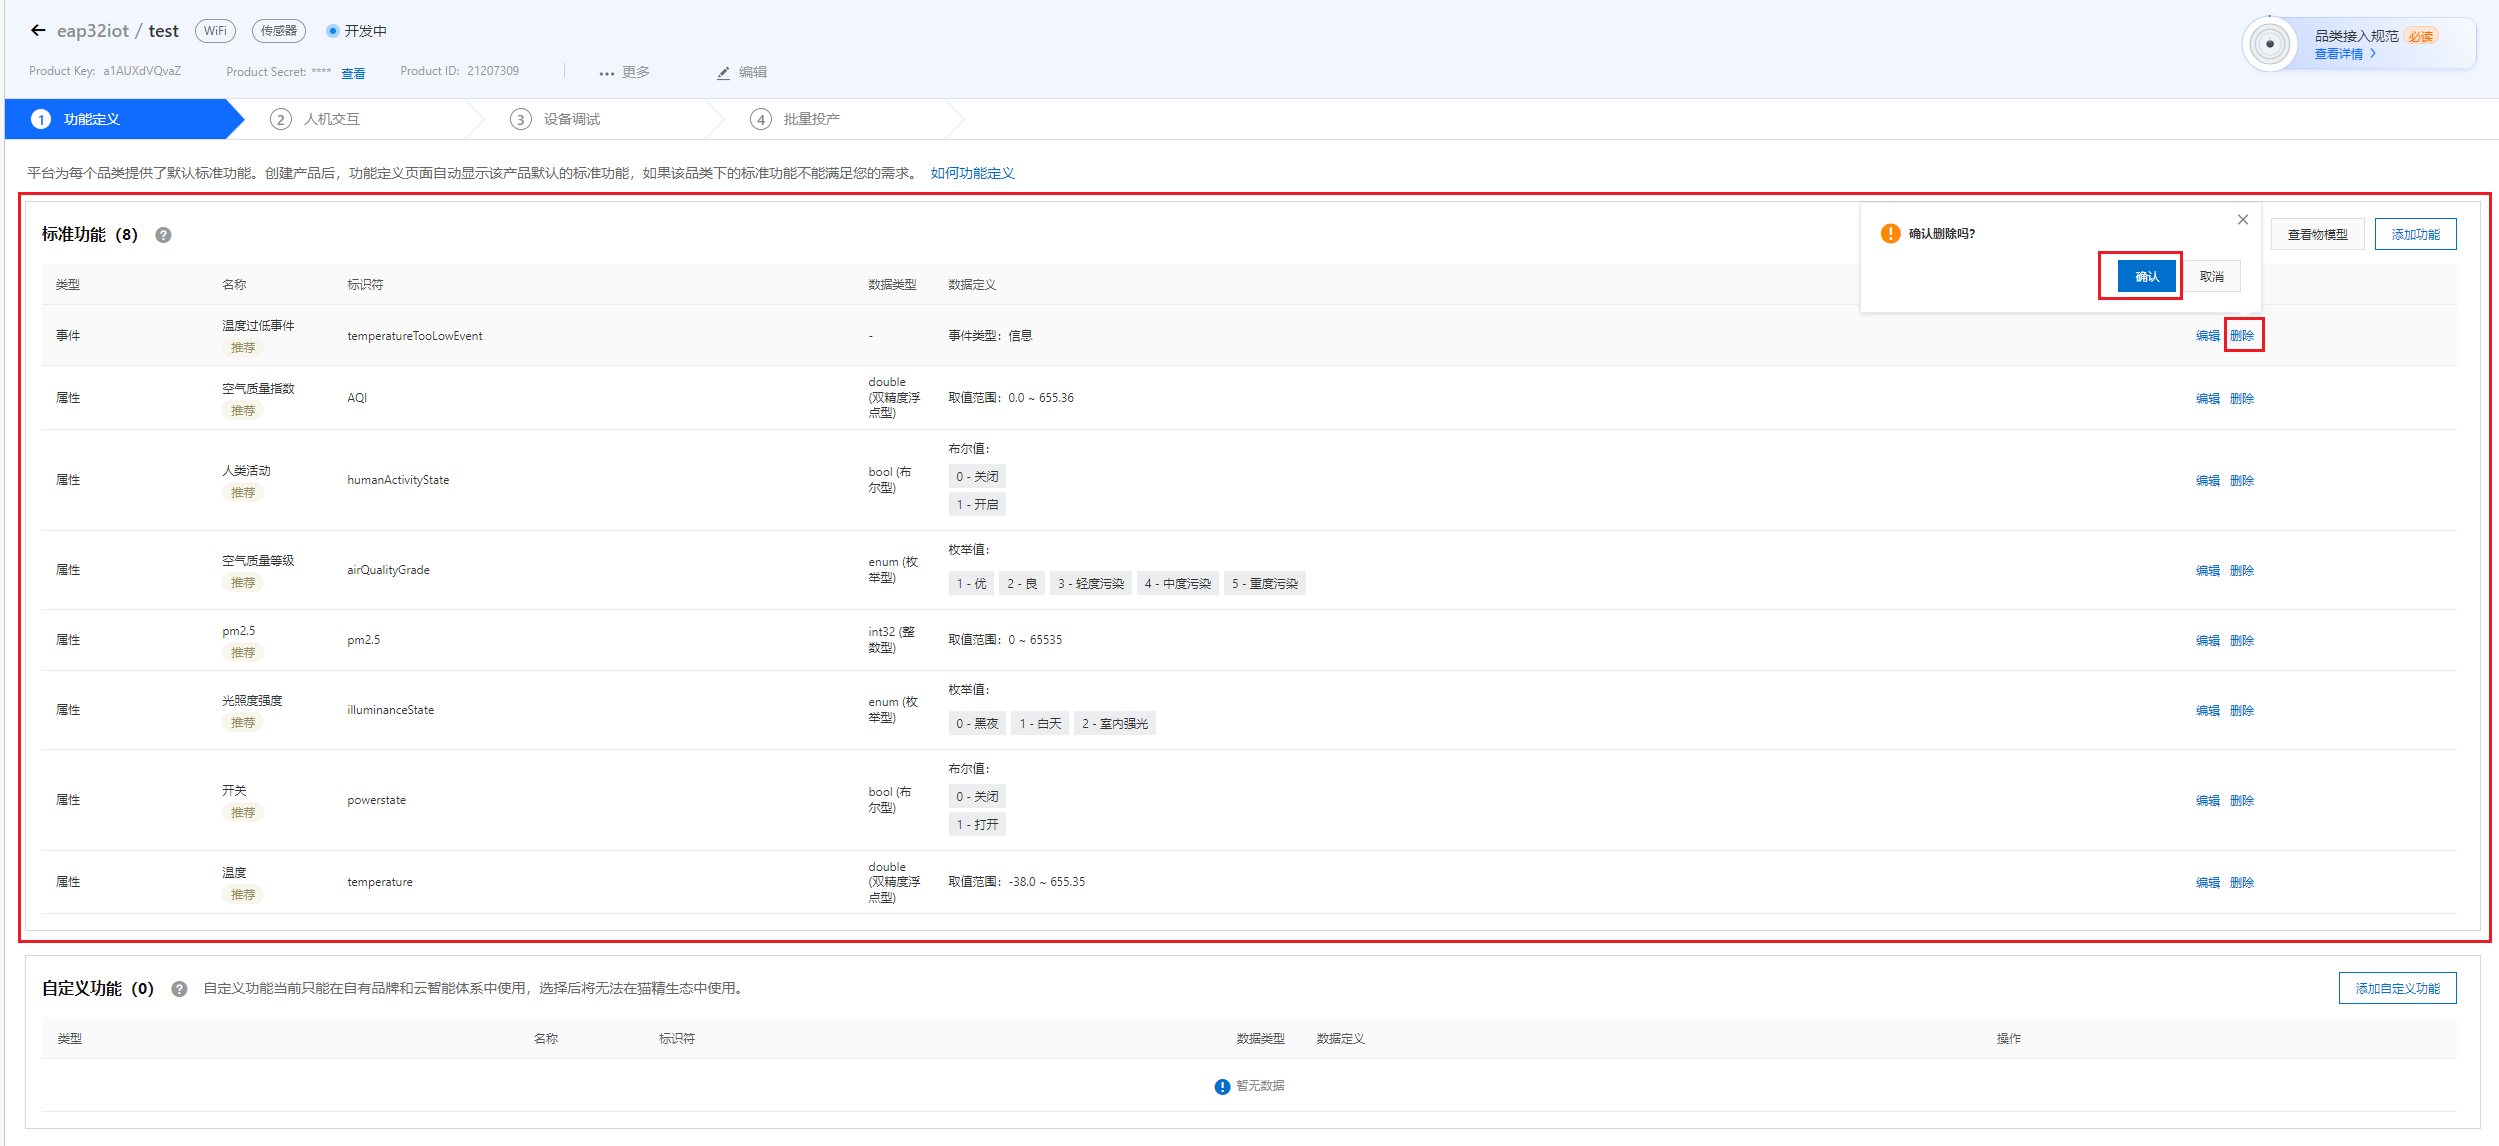 eap32iot / test WiFi 传感器 开发中
Product Key: a1AUXdVQvaZ Product Secret: **** 查看 Product ID: 21207309 ··· 更多 编辑
品类接入规范 必读
查看详情 >
1 功能定义 2 人机交互 3 设备调试 4 批量投产
平台为每个品类提供了默认标准功能。创建产品后，功能定义页面自动显示该产品默认的标准功能，如果该品类下的标准功能不能满足您的需求。 如何功能定义
标准功能（8） ?
确认删除吗?
确认 取消
查看物模型 添加功能
类型 名称 标识符 数据类型 数据定义
事件 温度过低事件 推荐 temperatureTooLowEvent - 事件类型：信息 编辑 删除
属性 空气质量指数 推荐 AQI double (双精度浮点型) 取值范围：0.0 ~ 655.36 编辑 删除
属性 人类活动 推荐 humanActivityState bool (布尔型) 布尔值： 0 - 关闭 1 - 开启 编辑 删除
属性 空气质量等级 推荐 airQualityGrade enum (枚举型) 枚举值： 1 - 优 2 - 良 3 - 轻度污染 4 - 中度污染 5 - 重度污染 编辑 删除
属性 pm2.5 推荐 pm2.5 int32 (整数型) 取值范围：0 ~ 65535 编辑 删除
属性 光照度强度 推荐 illuminanceState enum (枚举型) 枚举值： 0 - 黑夜 1 - 白天 2 - 室内强光 编辑 删除
属性 开关 推荐 powerstate bool (布尔型) 布尔值： 0 - 关闭 1 - 打开 编辑 删除
属性 温度 推荐 temperature double (双精度浮点型) 取值范围：-38.0 ~ 655.35 编辑 删除
自定义功能（0） ? 自定义功能当前只能在自有品牌和云智能体系中使用，选择后将无法在猫精生态中使用。 添加自定义功能
类型 名称 标识符 数据类型 数据定义 操作
暂无数据